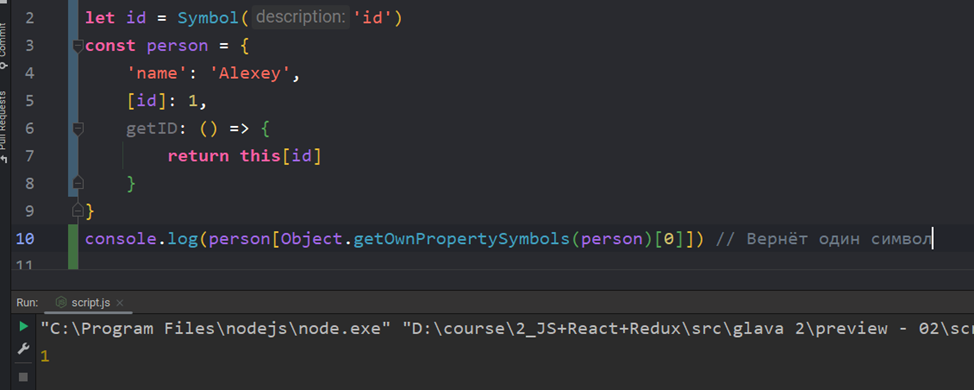 Commit
Pull Requests
2 let id = Symbol( description: 'id')
3 const person = {
4 'name': 'Alexey',
5 [id]: 1,
6 getID: () => {
7 return this[id]
8 }
9 }
10 console.log(person[Object.getOwnPropertySymbols(person)[0]]) // Вернёт один символ
11
Run: script.js ×
"C:\Program Files\nodejs\node.exe" "D:\course\2_JS+React+Redux\src\glava 2\preview - 02\scr
1